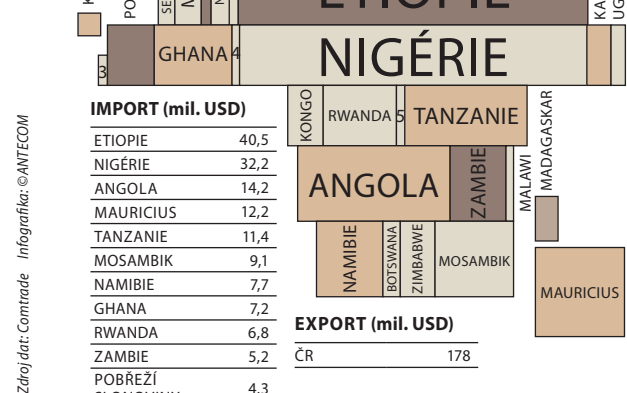 PO
SE
ETIOPIE
KA
UG
3
GHANA
4
NIGÉRIE
KONGO
RWANDA
5
TANZANIE
MADAGASKAR
ANGOLA
ZAMBIE
MALAWI
NAMIBIE
BOTSWANA
ZIMBABWE
MOSAMBIK
MAURICIUS
IMPORT (mil. USD)
ETIOPIE 40,5
NIGÉRIE 32,2
ANGOLA 14,2
MAURICIUS 12,2
TANZANIE 11,4
MOSAMBIK 9,1
NAMIBIE 7,7
GHANA 7,2
RWANDA 6,8
ZAMBIE 5,2
POBŘEŽÍ
SLONOVINY 4,3
EXPORT (mil. USD)
ČR 178
Zdroj dat: Comtrade Infografika: © ANTECOM